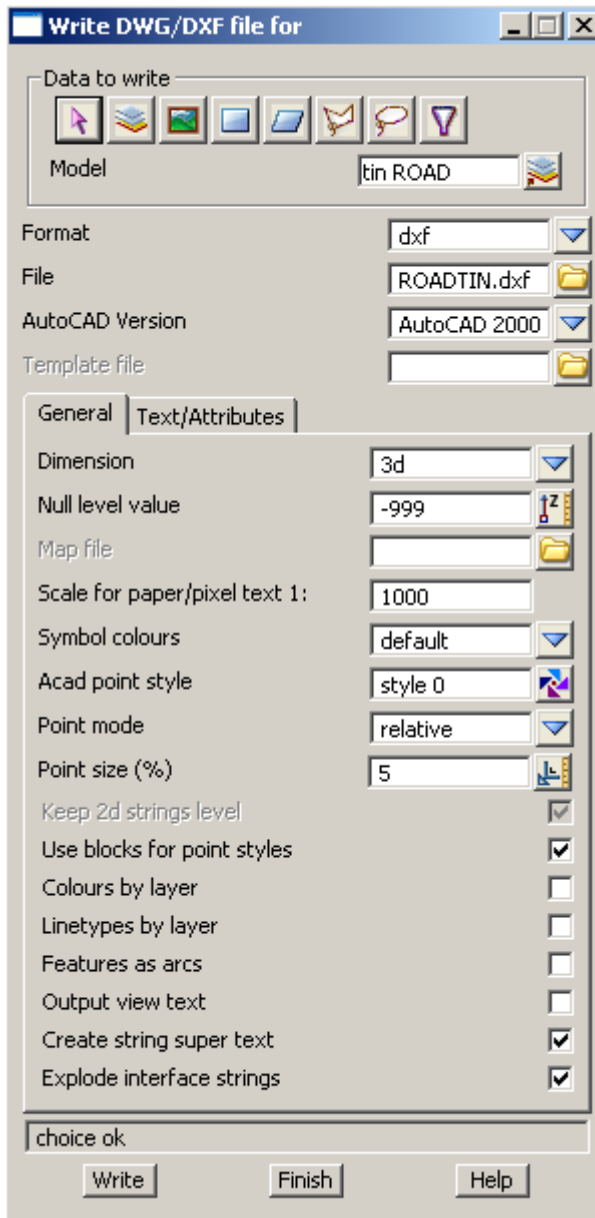 Write DWG/DXF file for
Data to write
Model tin ROAD
Format dxf
File ROADTIN.dxf
AutoCAD Version AutoCAD 2000
Template file
General Text/Attributes
Dimension 3d
Null level value -999
Map file
Scale for paper/pixel text 1: 1000
Symbol colours default
Acad point style style 0
Point mode relative
Point size (%) 5
Keep 2d strings level
Use blocks for point styles
Colours by layer
Linetypes by layer
Features as arcs
Output view text
Create string super text
Explode interface strings
choice ok
Write Finish Help